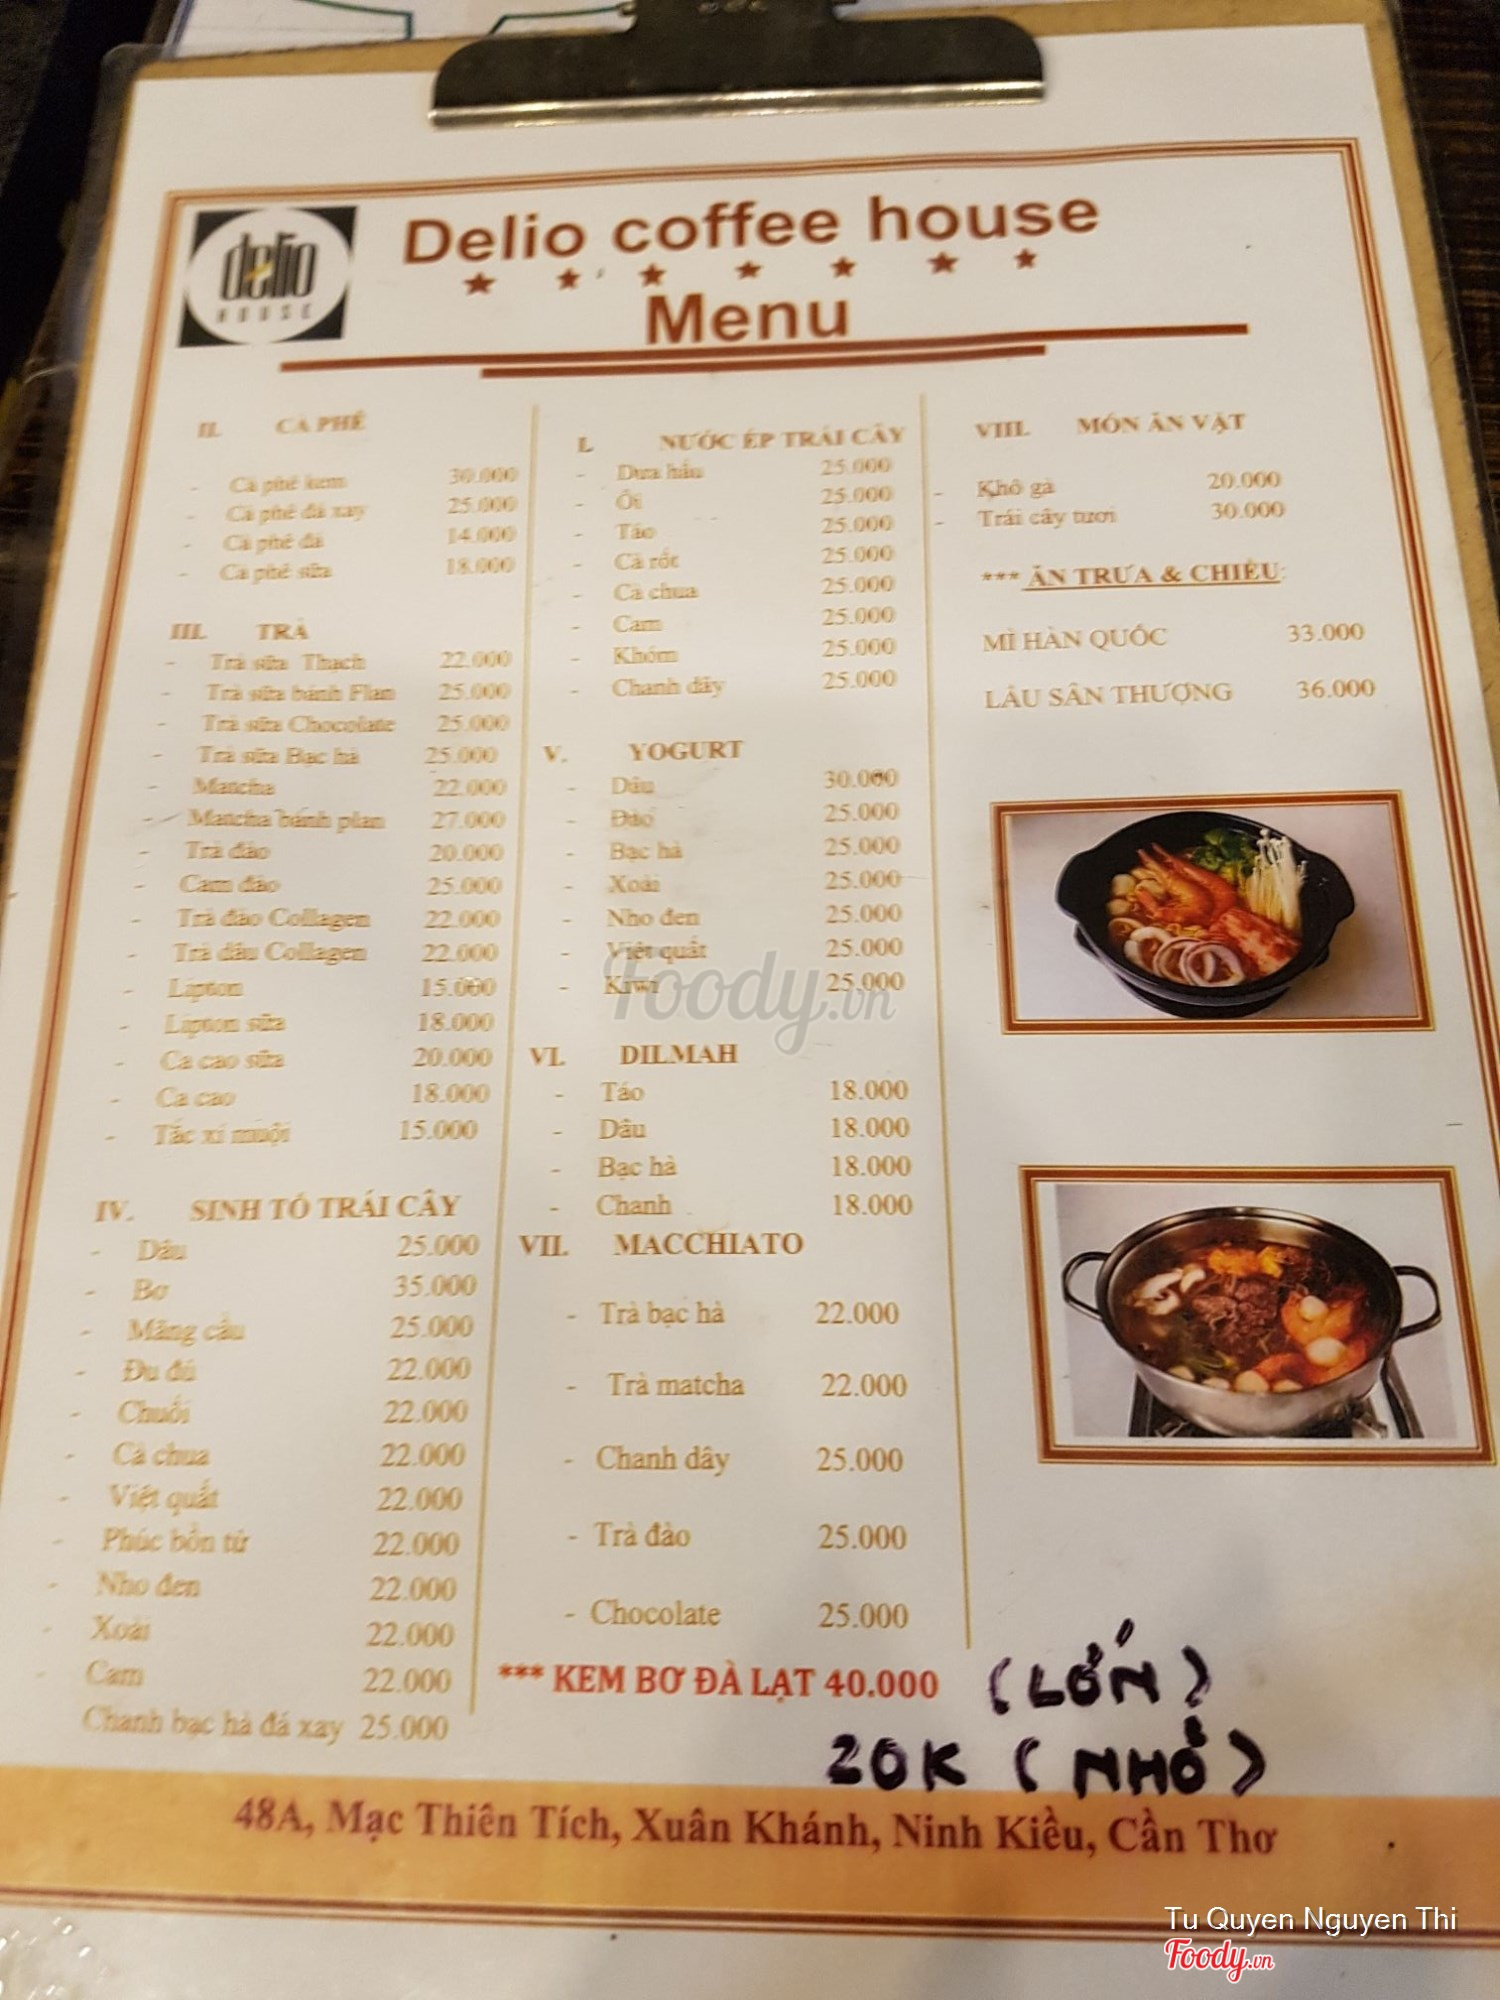 delio
HOUSE
Delio coffee house
Menu
II. CÀ PHÊ
- Cà phê kem 30.000
- Cà phê đá xay 25.000
- Cà phê đá 14.000
- Cà phê sữa 18.000
III. TRÀ
- Trà sữa Thạch 22.000
- Trà sữa bánh Flan 25.000
- Trà sữa Chocolate 25.000
- Trà sữa Bạc hà 25.000
- Matcha 22.000
- Matcha bánh plan 27.000
- Trà đào 20.000
- Cam đào 25.000
- Trà đào Collagen 22.000
- Trà dâu Collagen 22.000
- Lipton 15.000
- Lipton sữa 18.000
- Ca cao sữa 20.000
- Ca cao 18.000
- Tắc xí muội 15.000
IV. SINH TỐ TRÁI CÂY
- Dâu 25.000
- Bơ 35.000
- Mãng cầu 25.000
- Đu đủ 22.000
- Chuối 22.000
- Cà chua 22.000
- Việt quất 22.000
- Phúc bồn tử 22.000
- Nho đen 22.000
- Xoài 22.000
- Cam 22.000
Chanh bạc hà đá xay 25.000
I. NƯỚC ÉP TRÁI CÂY
- Dưa hấu 25.000
- Ổi 25.000
- Táo 25.000
- Cà rốt 25.000
- Cà chua 25.000
- Cam 25.000
- Khóm 25.000
- Chanh dây 25.000
V. YOGURT
- Dâu 30.000
- Đào 25.000
- Bạc hà 25.000
- Xoài 25.000
- Nho đen 25.000
- Việt quất 25.000
- Kiwi 25.000
VI. DILMAH
- Táo 18.000
- Dâu 18.000
- Bạc hà 18.000
- Chanh 18.000
VII. MACCHIATO
- Trà bạc hà 22.000
- Trà matcha 22.000
- Chanh dây 25.000
- Trà đào 25.000
- Chocolate 25.000
*** KEM BƠ ĐÀ LẠT 40.000 (LỚN)
20K (NHỎ)
VIII. MÓN ĂN VẶT
- Khô gà 20.000
- Trái cây tươi 30.000
*** ĂN TRƯA & CHIỀU:
MÌ HÀN QUỐC 33.000
LẨU SÂN THƯỢNG 36.000
48A, Mạc Thiên Tích, Xuân Khánh, Ninh Kiều, Cần Thơ
Foody.vn
Tu Quyen Nguyen Thi
Foody.vn